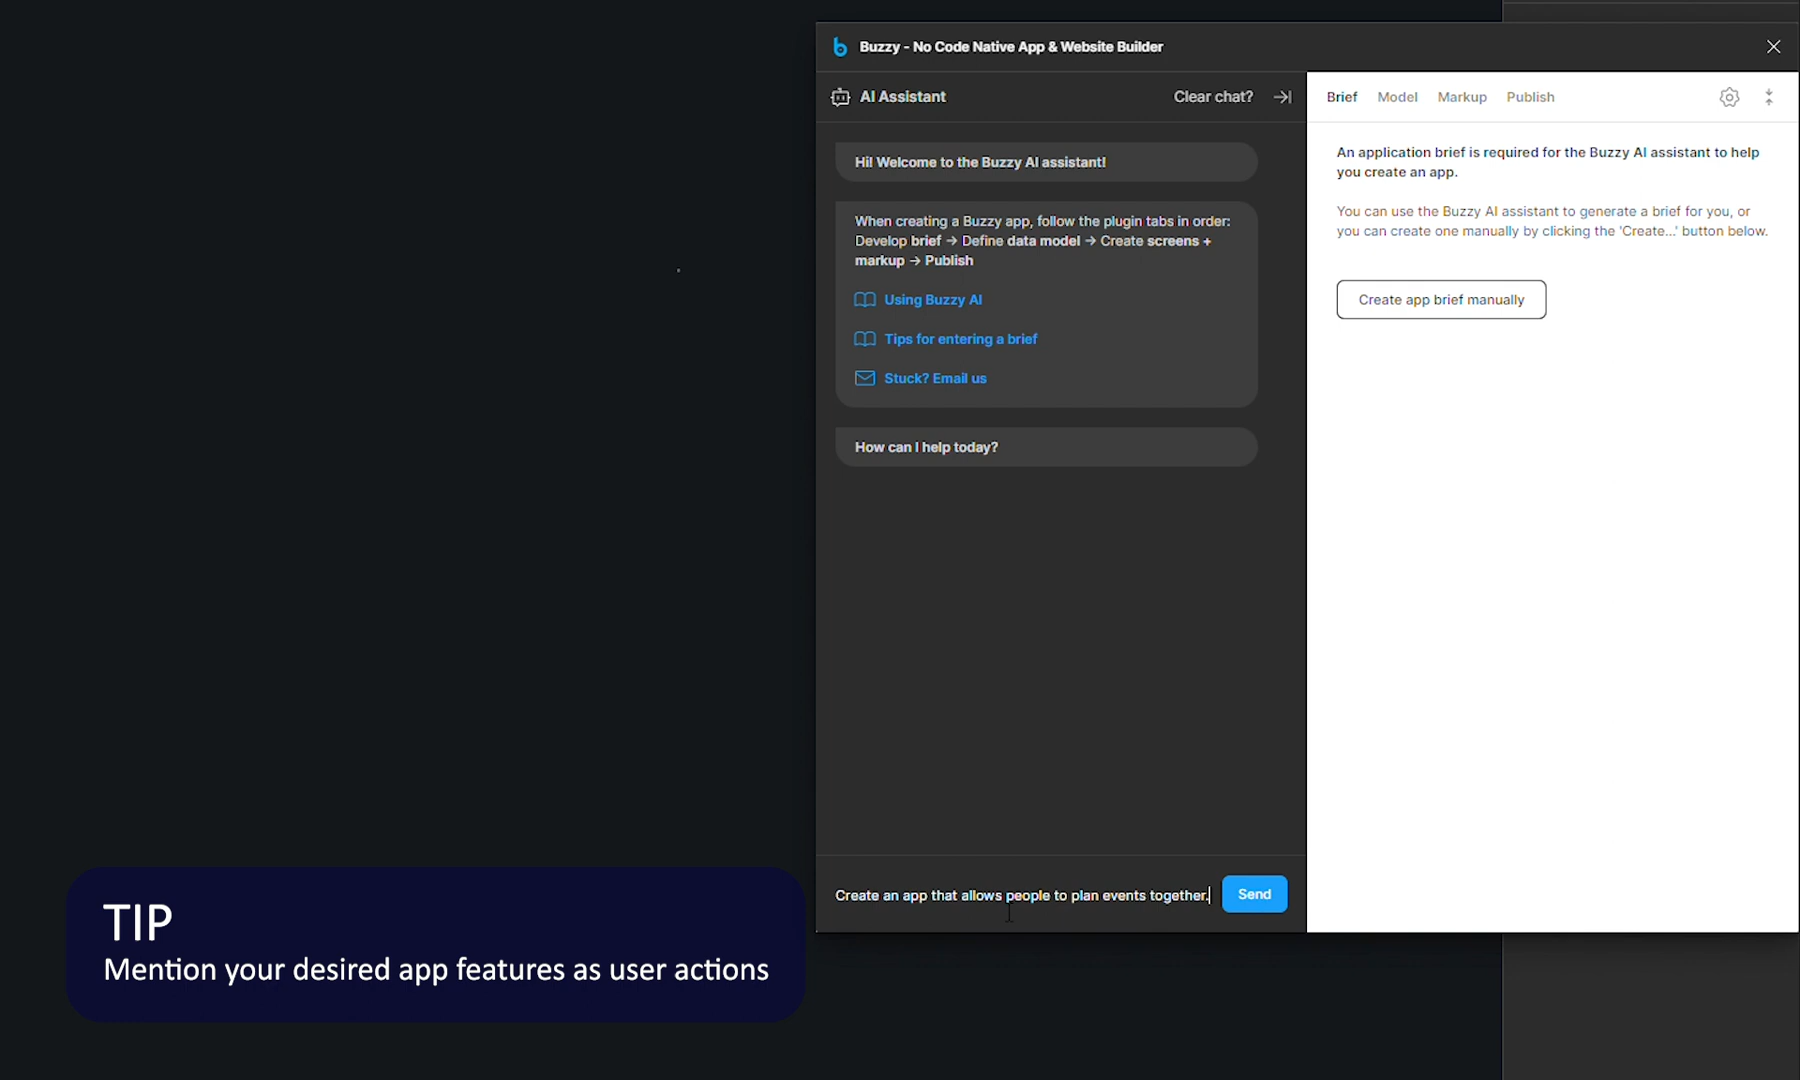 Buzzy - No Code Native App & Website Builder
AI Assistant
Clear chat?
Hi! Welcome to the Buzzy AI assistant!
When creating a Buzzy app, follow the plugin tabs in order:
Develop brief → Define data model → Create screens +
markup → Publish
Using Buzzy AI
Tips for entering a brief
Stuck? Email us
How can I help today?
Create an app that allows people to plan events together.
Send
Brief Model Markup Publish
An application brief is required for the Buzzy AI assistant to help
you create an app.
You can use the Buzzy AI assistant to generate a brief for you, or
you can create one manually by clicking the 'Create...' button below.
Create app brief manually
TIP
Mention your desired app features as user actions